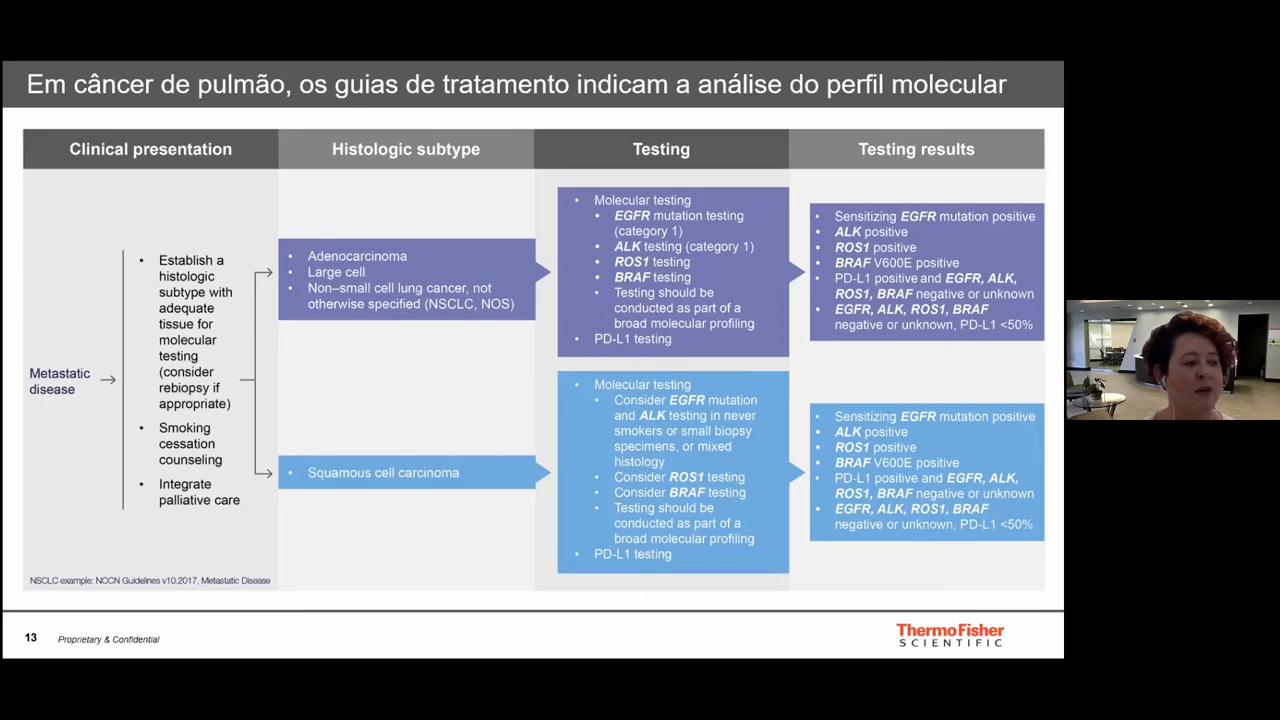 Em câncer de pulmão, os guias de tratamento indicam a análise do perfil molecular
Clinical presentation
Histologic subtype
Testing
Testing results
Metastatic
disease
• Establish a
histologic
subtype with
adequate
tissue for
molecular
testing
(consider
rebiopsy if
appropriate)
• Smoking
cessation
counseling
• Integrate
palliative care
• Adenocarcinoma
• Large cell
• Non–small cell lung cancer, not
otherwise specified (NSCLC, NOS)
• Molecular testing
• EGFR mutation testing
(category 1)
• ALK testing (category 1)
• ROS1 testing
• BRAF testing
• Testing should be
conducted as part of a
broad molecular profiling
• PD-L1 testing
• Sensitizing EGFR mutation positive
• ALK positive
• ROS1 positive
• BRAF V600E positive
• PD-L1 positive and EGFR, ALK,
ROS1, BRAF negative or unknown
• EGFR, ALK, ROS1, BRAF
negative or unknown, PD-L1 <50%
• Squamous cell carcinoma
• Molecular testing
• Consider EGFR mutation
and ALK testing in never
smokers or small biopsy
specimens, or mixed
histology
• Consider ROS1 testing
• Consider BRAF testing
• Testing should be
conducted as part of a
broad molecular profiling
• PD-L1 testing
• Sensitizing EGFR mutation positive
• ALK positive
• ROS1 positive
• BRAF V600E positive
• PD-L1 positive and EGFR, ALK,
ROS1, BRAF negative or unknown
• EGFR, ALK, ROS1, BRAF
negative or unknown, PD-L1 <50%
NSCLC example: NCCN Guidelines v10.2017, Metastatic Disease
13
Proprietary & Confidential
ThermoFisher
SCIENTIFIC